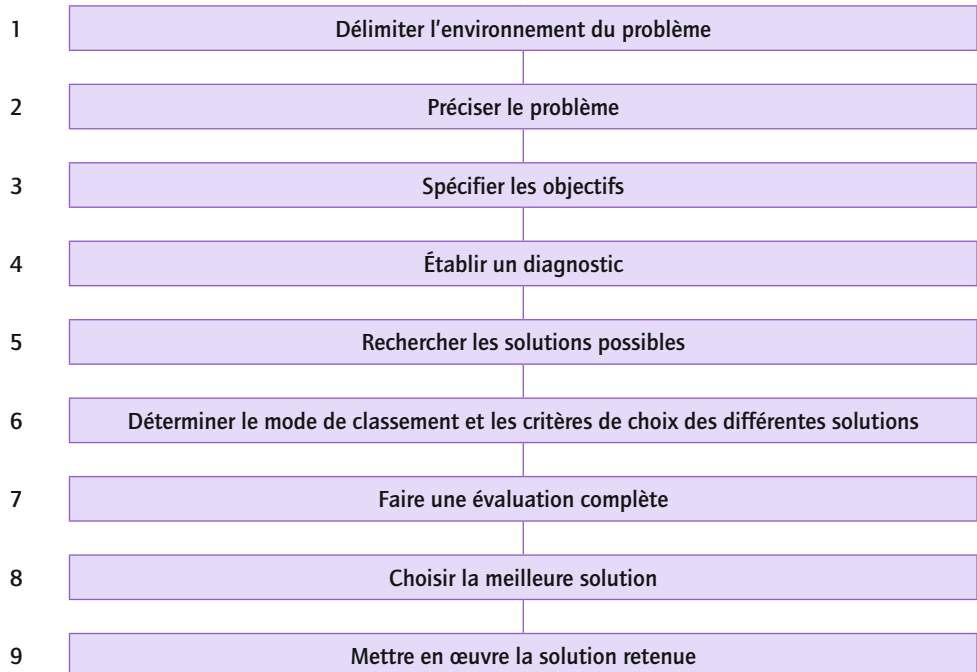 1 Délimiter l'environnement du problème
2 Préciser le problème
3 Spécifier les objectifs
4 Établir un diagnostic
5 Rechercher les solutions possibles
6 Déterminer le mode de classement et les critères de choix des différentes solutions
7 Faire une évaluation complète
8 Choisir la meilleure solution
9 Mettre en œuvre la solution retenue